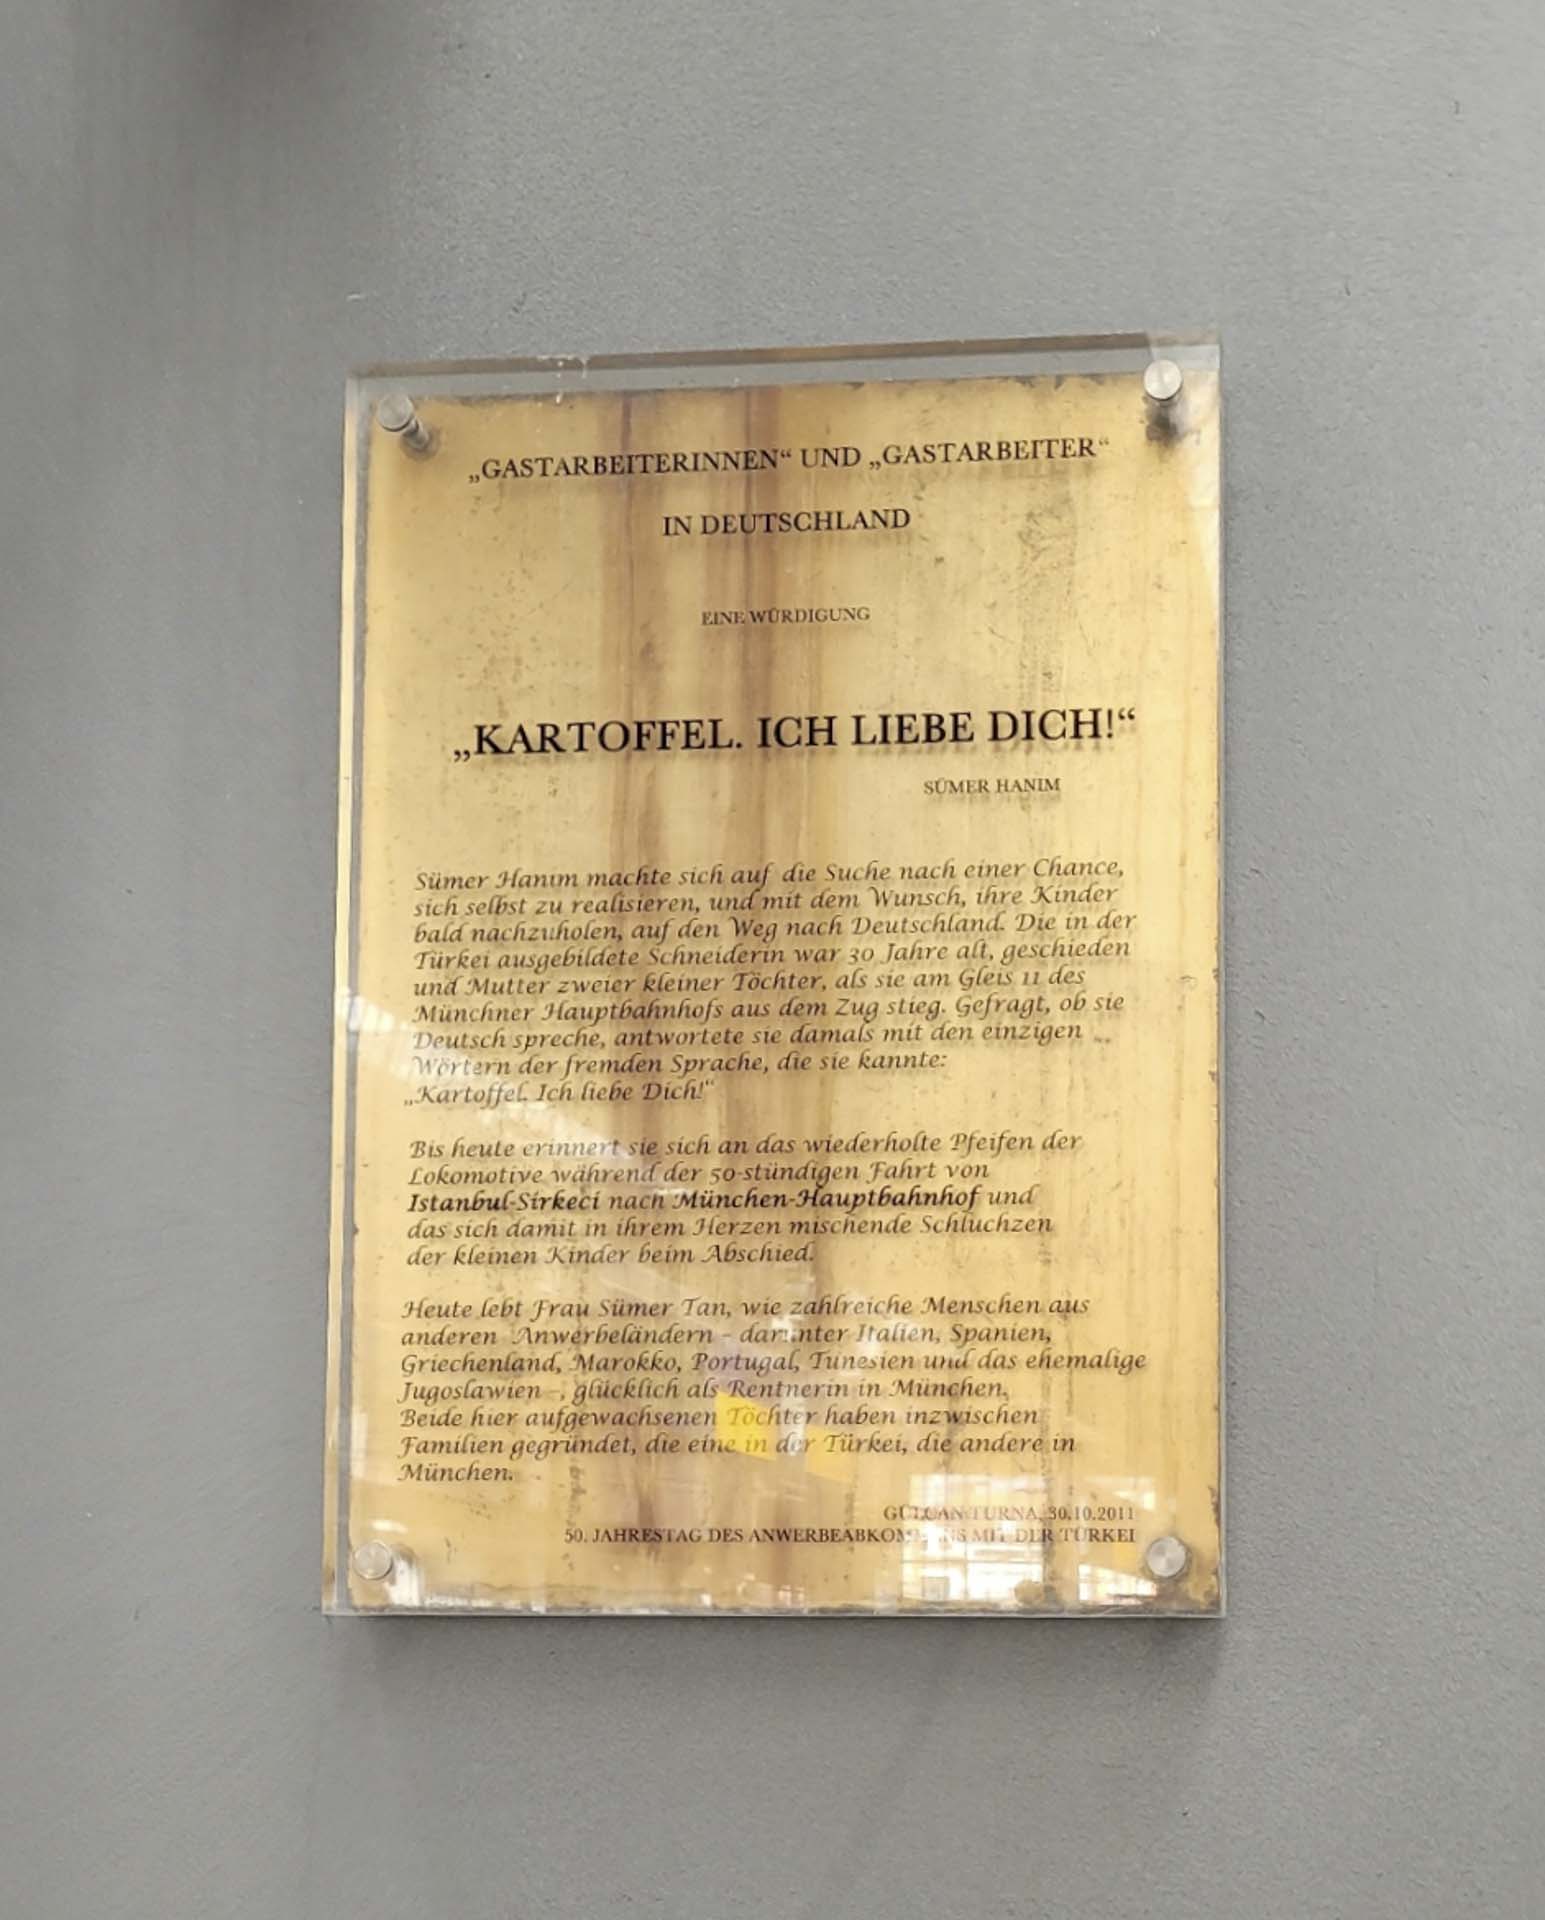 „GASTARBEITERINNEN“ UND „GASTARBEITER“
IN DEUTSCHLAND
EINE WÜRDIGUNG
„KARTOFFEL. ICH LIEBE DICH!“
SÜMER HANIM
Sümer Hanım machte sich auf die Suche nach einer Chance,
sich selbst zu realisieren, und mit dem Wunsch, ihre Kinder
bald nachzuholen, auf den Weg nach Deutschland. Die in der
Türkei ausgebildete Schneiderin war 30 Jahre alt, geschieden
und Mutter zweier kleiner Töchter, als sie am Gleis 11 des
Münchner Hauptbahnhofs aus dem Zug stieg. Gefragt, ob sie
Deutsch spreche, antwortete sie damals mit den einzigen
Wörtern der fremden Sprache, die sie kannte:
„Kartoffel. Ich liebe Dich!“
Bis heute erinnert sie sich an das wiederholte Pfeifen der
Lokomotive während der 50-stündigen Fahrt von
Istanbul-Sirkeci nach München-Hauptbahnhof und
das sich damit in ihrem Herzen mischende Schluchzen
der kleinen Kinder beim Abschied.
Heute lebt Frau Sümer Tan, wie zahlreiche Menschen aus
anderen Anwerbeländern – darunter Italien, Spanien,
Griechenland, Marokko, Portugal, Tunesien und das ehemalige
Jugoslawien –, glücklich als Rentnerin in München.
Beide hier aufgewachsenen Töchter haben inzwischen
Familien gegründet, die eine in der Türkei, die andere in
München.
GÜLCAN TURNA, 30.10.2011
50. JAHRESTAG DES ANWERBEABKOMMENS MIT DER TÜRKEI